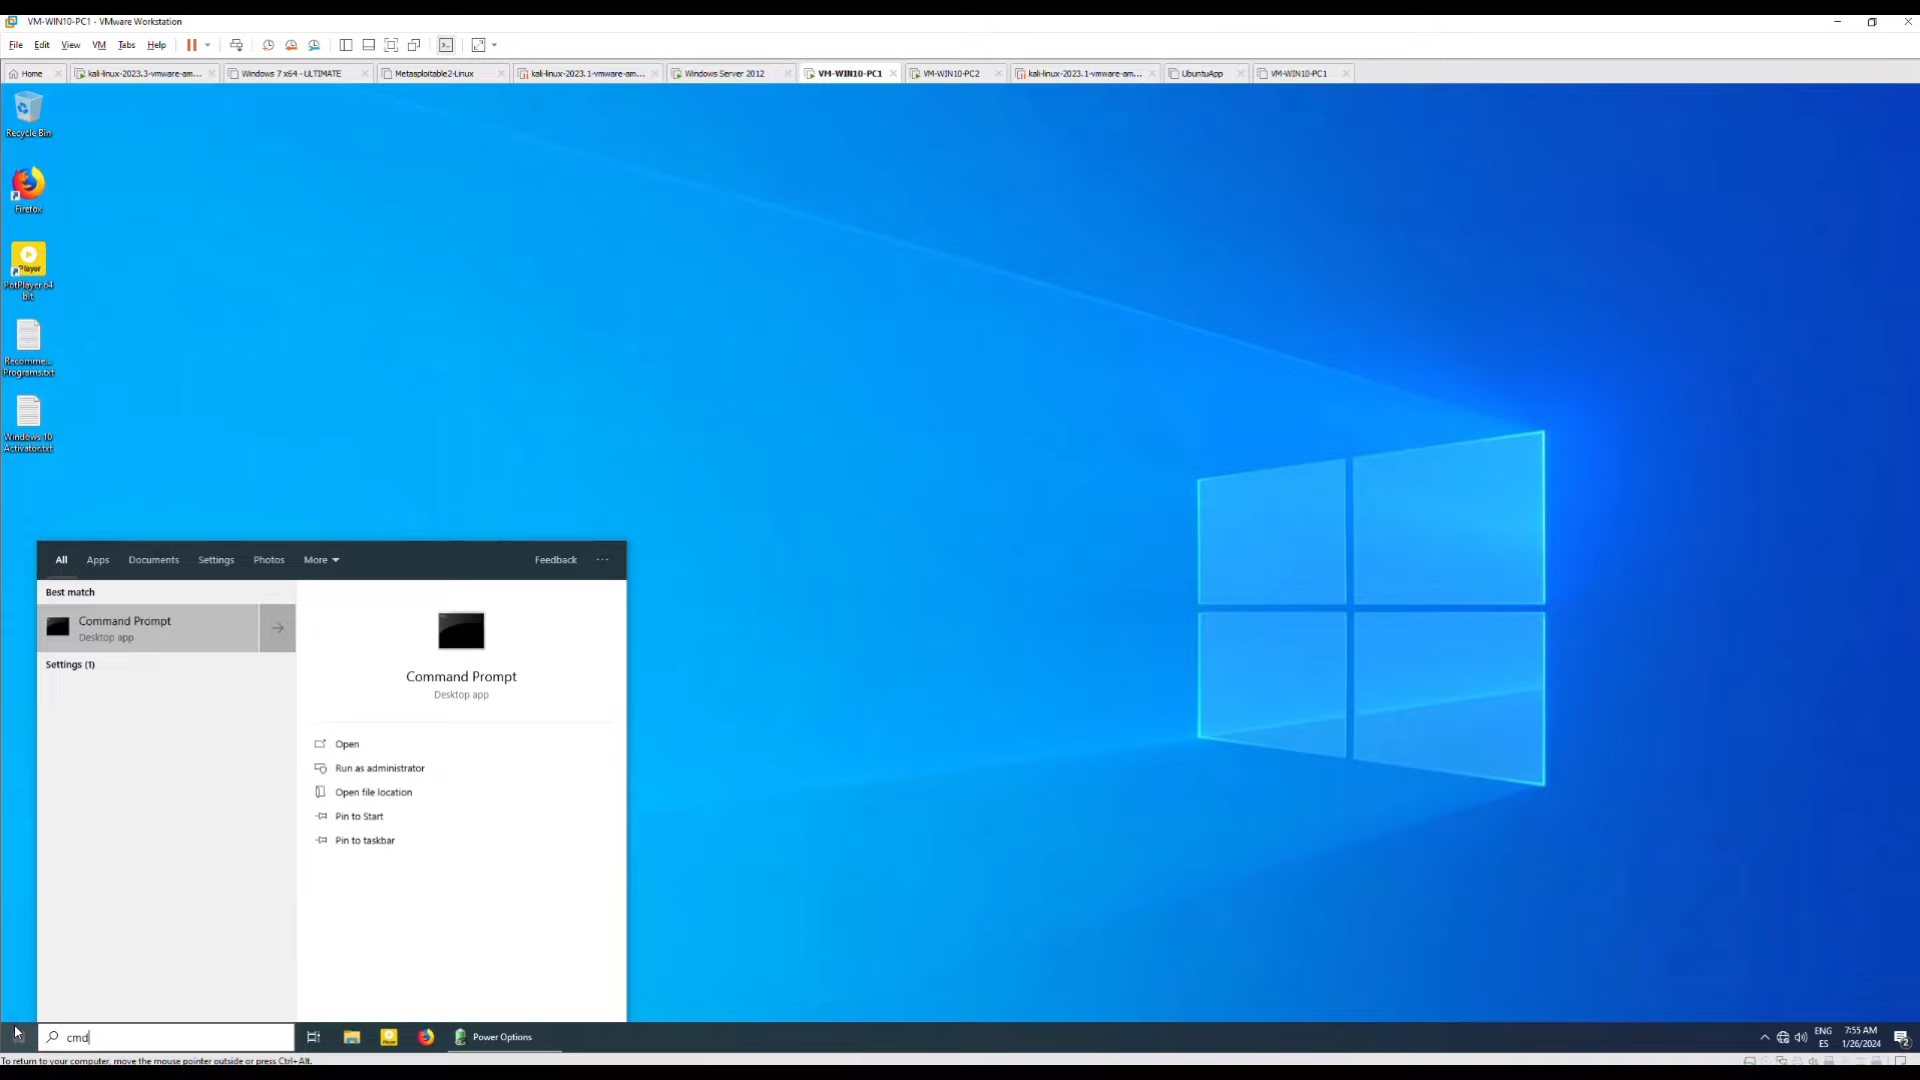 VM-WIN10-PC1 - VMware Workstation
File Edit View VM Tabs Help
Home kali-linux-2023.3-vmware-am... Windows 7 x64 - ULTIMATE Metasploitable2-Linux kali-linux-2023.1-vmware-am... Windows Server 2012 VM-WIN10-PC1 VM-WIN10-PC2 kali-linux-2023.1-vmware-am... UbuntuApp VM-WIN10-PC1
Recycle Bin
Firefox
Player
PotPlayer 64
bit
Recomme...
Programs.txt
Windows 10
Activator.txt
All Apps Documents Settings Photos More Feedback ...
Best match
Command Prompt
Desktop app
Settings (1)
Command Prompt
Desktop app
Open
Run as administrator
Open file location
Pin to Start
Pin to taskbar
cmd
Power Options
ENG
ES
7:55 AM
1/26/2024
2
To return to your computer, move the mouse pointer outside or press Ctrl+Alt.